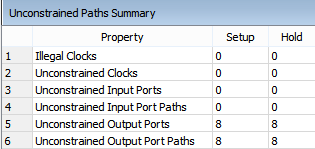 Unconstrained Paths Summary
Property Setup Hold
1 Illegal Clocks 0 0
2 Unconstrained Clocks 0 0
3 Unconstrained Input Ports 0 0
4 Unconstrained Input Port Paths 0 0
5 Unconstrained Output Ports 8 8
6 Unconstrained Output Port Paths 8 8